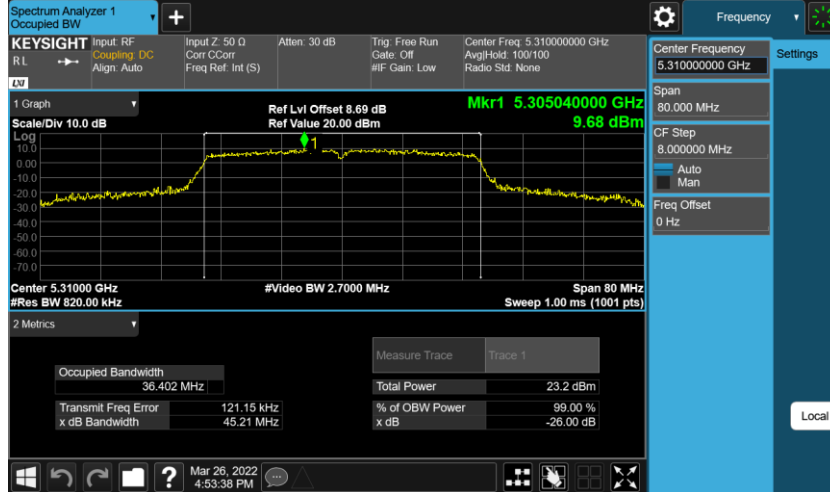 Spectrum Analyzer 1
Occupied BW
Frequency
KEYSIGHT
R L
LXI
Input: RF
Coupling: DC
Align: Auto
Input Z: 50 Ω
Corr CCorr
Freq Ref: Int (S)
Atten: 30 dB
Trig: Free Run
Gate: Off
#IF Gain: Low
Center Freq: 5.310000000 GHz
Avg|Hold: 100/100
Radio Std: None
Center Frequency
5.310000000 GHz
Settings
Span
80.000 MHz
CF Step
8.000000 MHz
Auto
Man
Freq Offset
0 Hz
Local
1 Graph
Scale/Div 10.0 dB
Ref Lvl Offset 8.69 dB
Ref Value 20.00 dBm
Mkr1 5.305040000 GHz
9.68 dBm
Log
1
10.0
0.00
-10.0
-20.0
-30.0
-40.0
-50.0
-60.0
-70.0
Center 5.31000 GHz
#Res BW 820.00 kHz
#Video BW 2.7000 MHz
Span 80 MHz
Sweep 1.00 ms (1001 pts)
2 Metrics
Measure Trace Trace 1
Occupied Bandwidth
36.402 MHz
Total Power 23.2 dBm
Transmit Freq Error 121.15 kHz
% of OBW Power 99.00 %
x dB Bandwidth 45.21 MHz
x dB -26.00 dB
?
Mar 26, 2022
4:53:38 PM